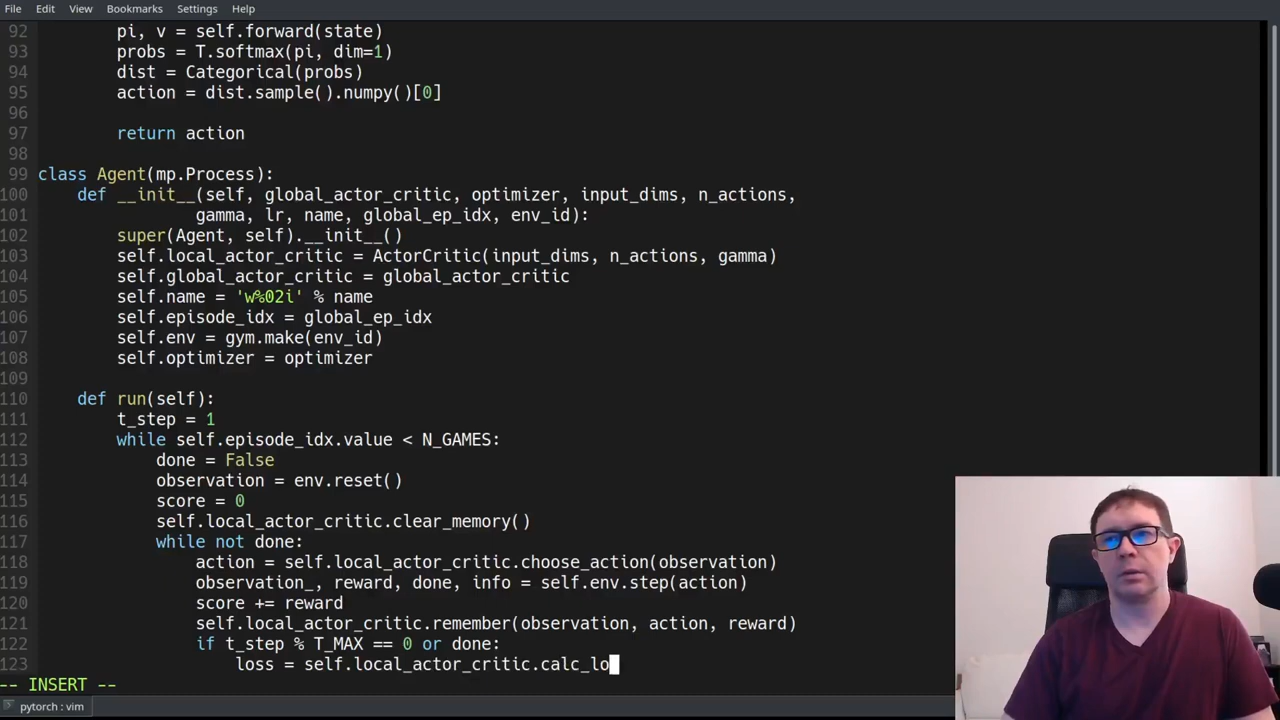 File Edit View Bookmarks Settings Help
92 pi, v = self.forward(state)
93 probs = T.softmax(pi, dim=1)
94 dist = Categorical(probs)
95 action = dist.sample().numpy()[0]
96
97 return action
98
99 class Agent(mp.Process):
100 def __init__(self, global_actor_critic, optimizer, input_dims, n_actions,
101 gamma, lr, name, global_ep_idx, env_id):
102 super(Agent, self).__init__()
103 self.local_actor_critic = ActorCritic(input_dims, n_actions, gamma)
104 self.global_actor_critic = global_actor_critic
105 self.name = 'w%02i' % name
106 self.episode_idx = global_ep_idx
107 self.env = gym.make(env_id)
108 self.optimizer = optimizer
109
110 def run(self):
111 t_step = 1
112 while self.episode_idx.value < N_GAMES:
113 done = False
114 observation = env.reset()
115 score = 0
116 self.local_actor_critic.clear_memory()
117 while not done:
118 action = self.local_actor_critic.choose_action(observation)
119 observation_, reward, done, info = self.env.step(action)
120 score += reward
121 self.local_actor_critic.remember(observation, action, reward)
122 if t_step % T_MAX == 0 or done:
123 loss = self.local_actor_critic.calc_lo
-- INSERT --
pytorch : vim